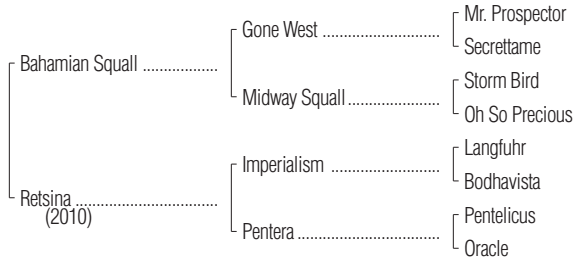 Mr. Prospector
Gone West ........................
Secrettame
Bahamian Squall ...............
Storm Bird
Midway Squall...................
Oh So Precious
Langfuhr
Imperialism ......................
Bodhavista
Retsina.............................
(2010)
Pentelicus
Pentera.............................
Oracle